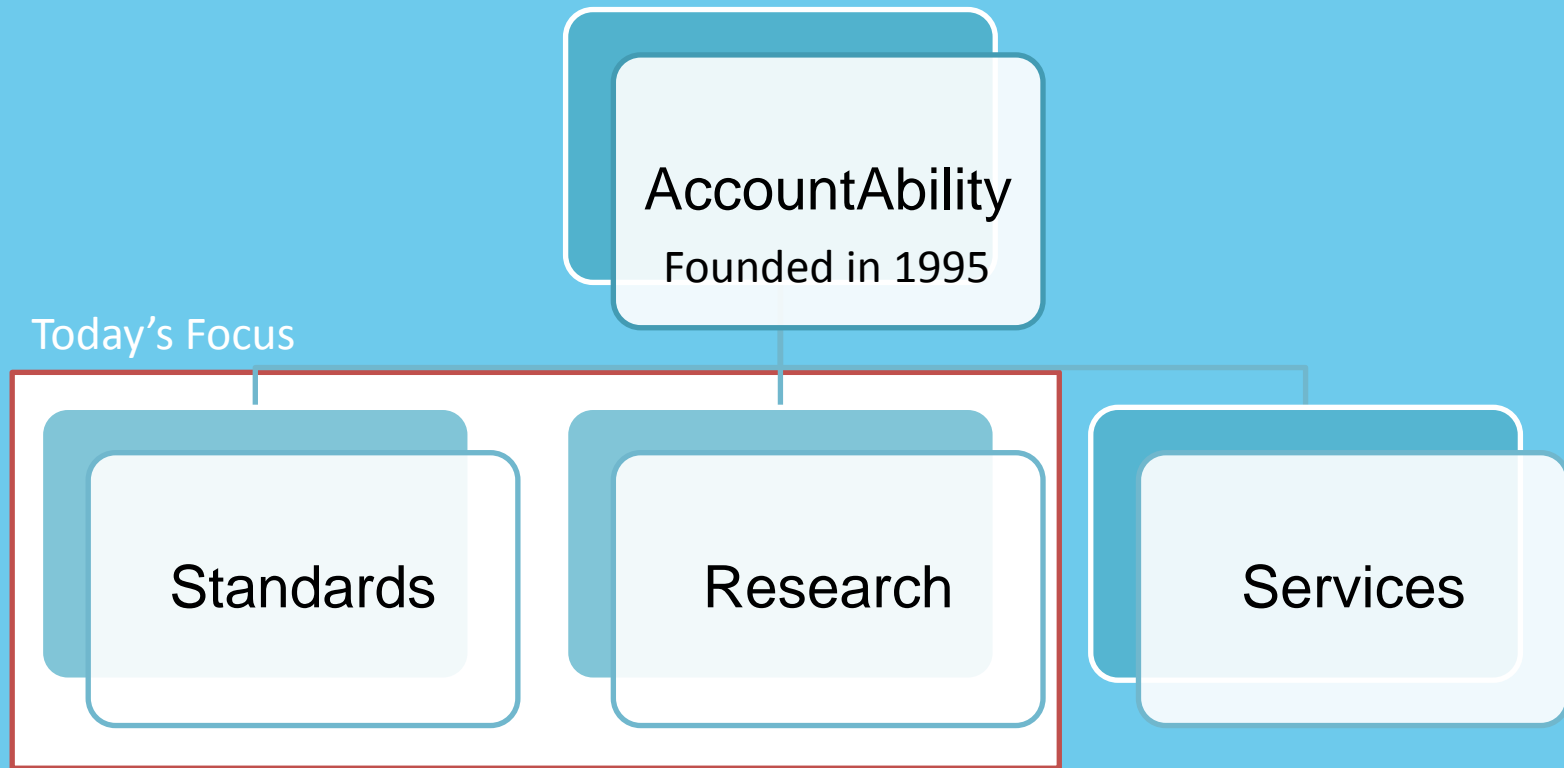 AccountAbility
Founded in 1995
Today’s Focus
Standards
Research
Services